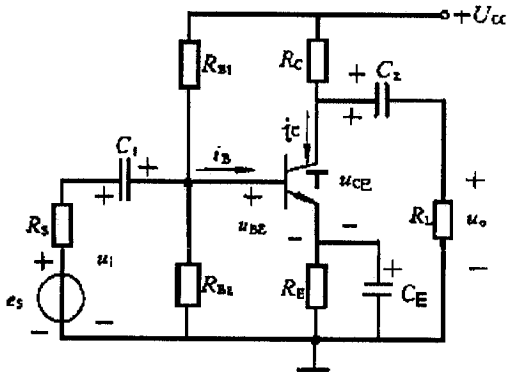 +U_CC
R_B1
R_C
+ C_2
+
i_C
C_1
+
i_B
+
T
u_CE
+
R_S
+
u_i
+
u_BE
-
-
R_L
u_o
+
e_S
-
-
R_B2
R_E
+
C_E
-